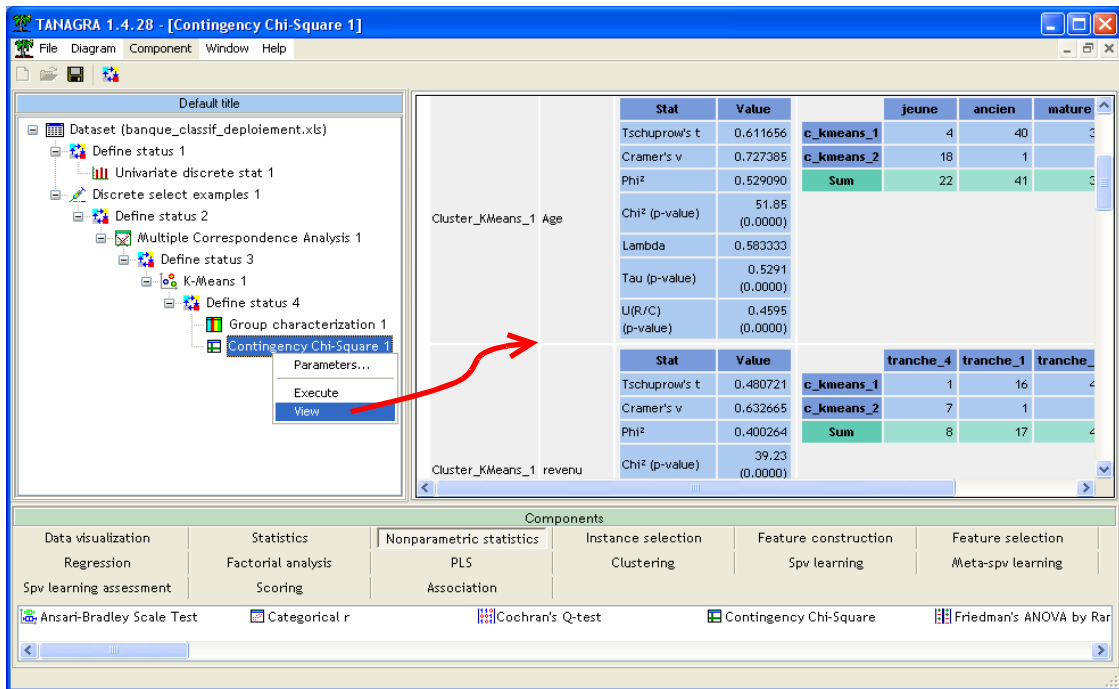 TANAGRA 1.4.28 - [Contingency Chi-Square 1]
File Diagram Component Window Help
Default title
Dataset (banque_classif_deploiement.xls)
Define status 1
Univariate discrete stat 1
Discrete select examples 1
Define status 2
Multiple Correspondence Analysis 1
Define status 3
K-Means 1
Define status 4
Group characterization 1
Contingency Chi-Square 1
Parameters...
Execute
View
Cluster_KMeans_1 Age
Stat Value
Tschuprow's t 0.611656
Cramer's v 0.727385
Phi² 0.529090
Chi² (p-value) 51.85 (0.0000)
Lambda 0.583333
Tau (p-value) 0.5291 (0.0000)
U(R/C) (p-value) 0.4595 (0.0000)
jeune ancien mature
c_kmeans_1 4 40
c_kmeans_2 18 1
Sum 22 41
Cluster_KMeans_1 revenu
Stat Value
Tschuprow's t 0.480721
Cramer's v 0.632665
Phi² 0.400264
Chi² (p-value) 39.23 (0.0000)
tranche_4 tranche_1 tranche_
c_kmeans_1 1 16
c_kmeans_2 7 1
Sum 8 17
Components
Data visualization Statistics Nonparametric statistics Instance selection Feature construction Feature selection
Regression Factorial analysis PLS Clustering Spv learning Meta-spv learning
Spv learning assessment Scoring Association
Ansari-Bradley Scale Test Categorical r Cochran's Q-test Contingency Chi-Square Friedman's ANOVA by Rar